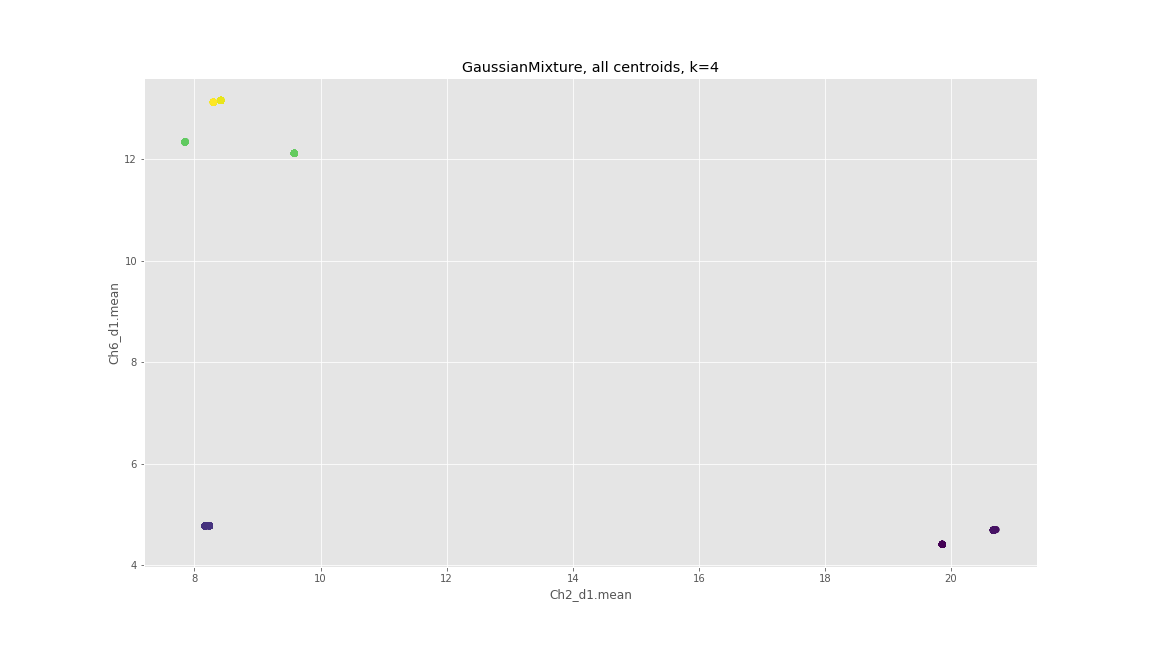 GaussianMixture, all centroids, k=4
12
10
8
6
4
Ch6_d1.mean
8 10 12 14 16 18 20
Ch2_d1.mean